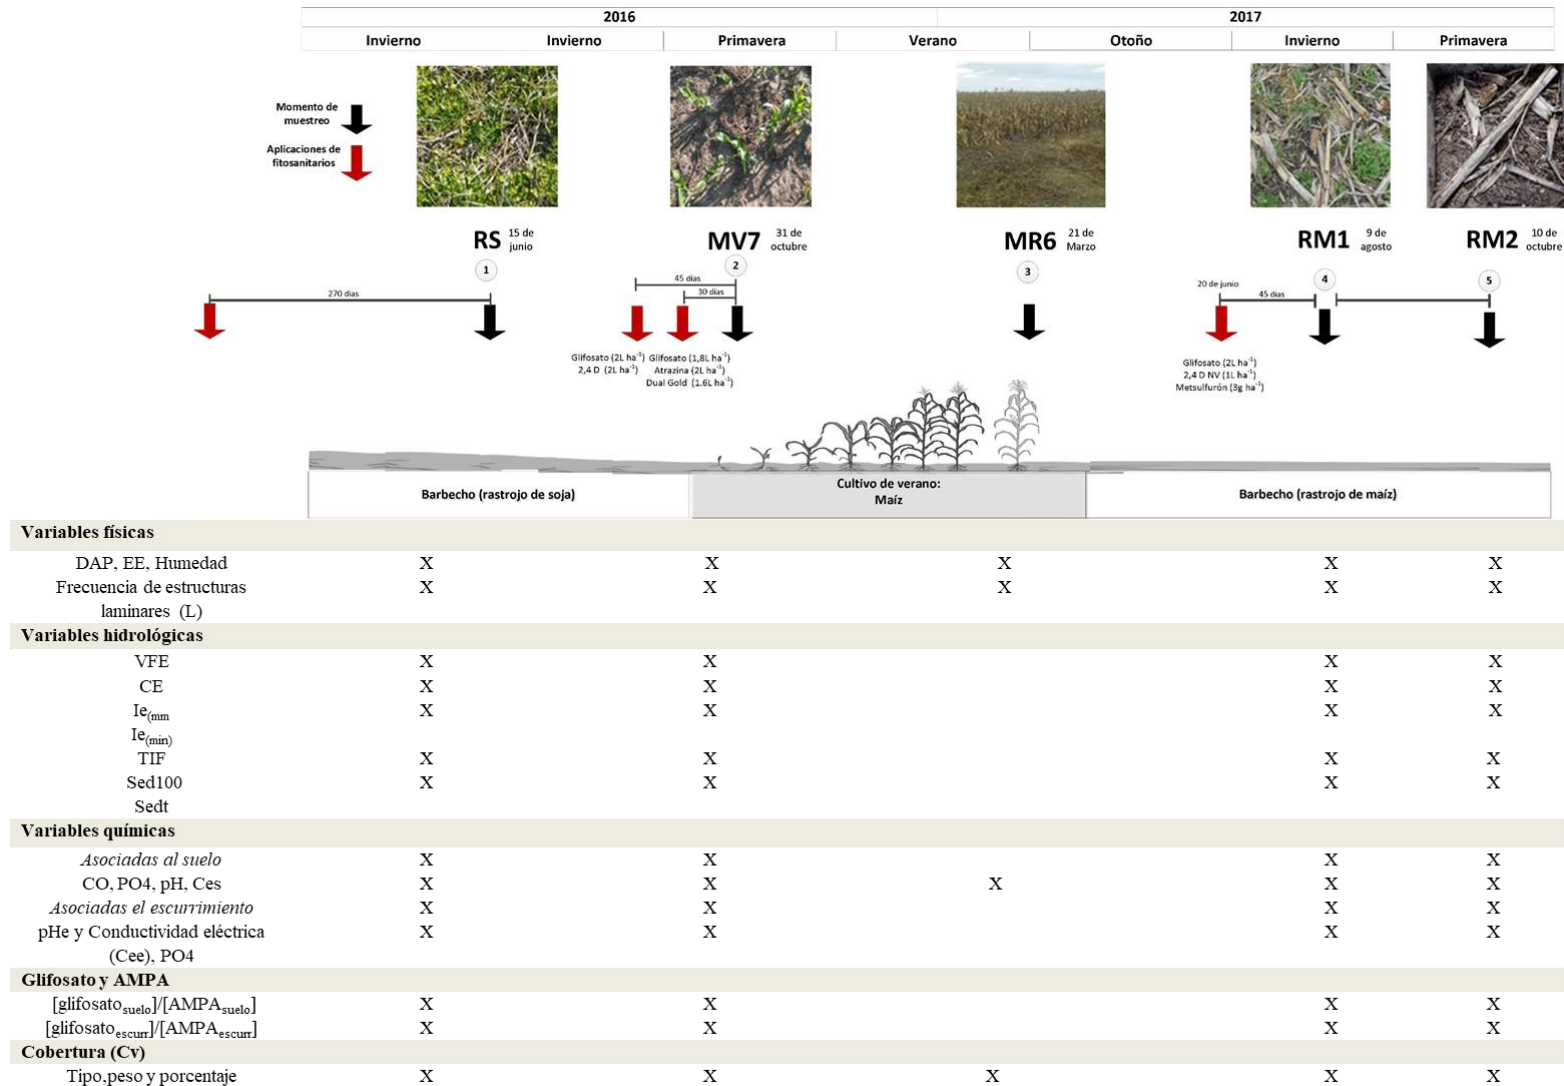 2016 2017
Invierno Invierno Primavera Verano Otoño Invierno Primavera
Momento de
muestreo
Aplicaciones de
fitosanitarios
RS 15 de
junio
MV7 31 de
octubre
MR6 21 de
Marzo
RM1 9 de
agosto
RM2 10 de
octubre
1 2 3 4 5
270 días
45 días
30 días
20 de junio
45 días
Glifosato (2L ha⁻¹)
2,4 D (2L ha⁻¹)
Glifosato (1,8L ha⁻¹)
Atrazina (2L ha⁻¹)
Dual Gold (1.6L ha⁻¹)
Glifosato (2L ha⁻¹)
2,4 D NV (1L ha⁻¹)
Metsulfurón (3g ha⁻¹)
Barbecho (rastrojo de soja)
Cultivo de verano:
Maíz
Barbecho (rastrojo de maíz)
Variables físicas
DAP, EE, Humedad X X X X X
Frecuencia de estructuras X X X X X
laminares (L)
Variables hidrológicas
VFE X X X X
CE X X X X
Ie(mm X X X X
Ie(min)
TIF X X X X
Sed100 X X X X
Sedt
Variables químicas
Asociadas al suelo X X X X
CO, PO4, pH, Ces X X X X X
Asociadas el escurrimiento X X X X
pHe y Conductividad eléctrica X X X X
(Cee), PO4
Glifosato y AMPA
[glifosatosuelo]/[AMPAsuelo] X X X X
[glifosatoescurr]/[AMPAescurr] X X X X
Cobertura (Cv)
Tipo,peso y porcentaje X X X X X